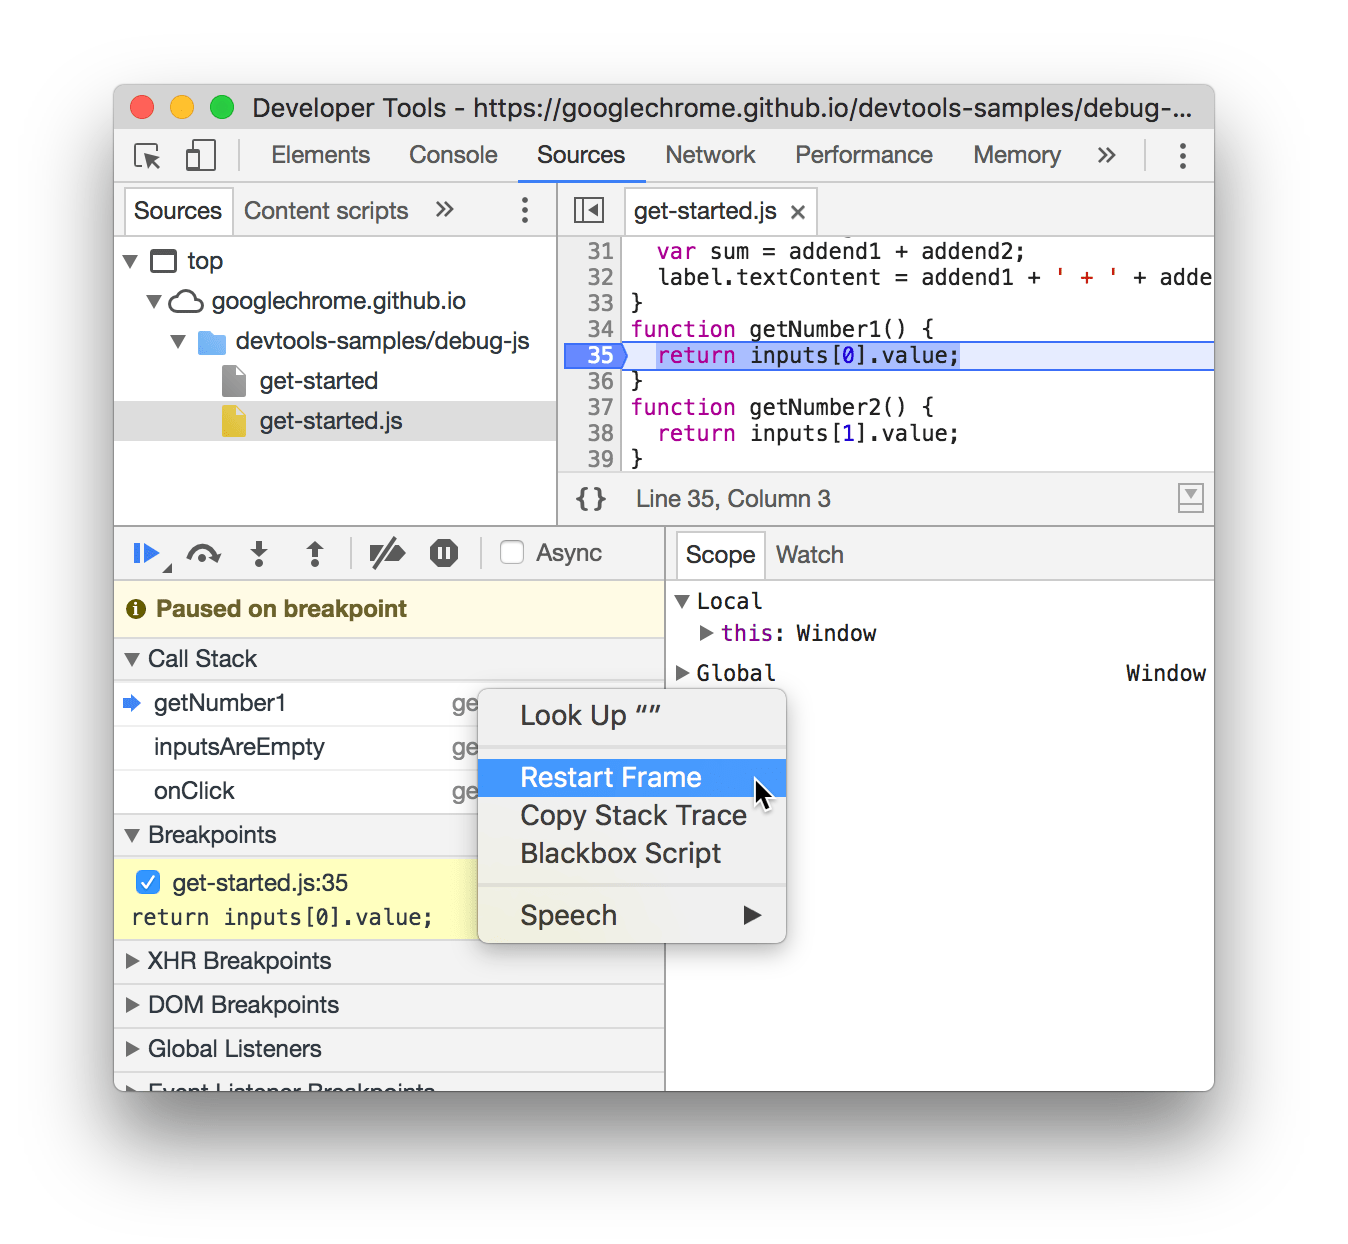 Developer Tools - https://googlechrome.github.io/devtools-samples/debug-...
Elements Console Sources Network Performance Memory »
Sources Content scripts »
get-started.js ×
top
googlechrome.github.io
devtools-samples/debug-js
get-started
get-started.js
31 var sum = addend1 + addend2;
32 label.textContent = addend1 + ' + ' + adde
33 }
34 function getNumber1() {
35 return inputs[0].value;
36 }
37 function getNumber2() {
38 return inputs[1].value;
39 }
{} Line 35, Column 3
Async
Paused on breakpoint
Call Stack
getNumber1 ge
inputsAreEmpty ge
onClick ge
Breakpoints
get-started.js:35
return inputs[0].value;
XHR Breakpoints
DOM Breakpoints
Global Listeners
Event Listener Breakpoints
Scope Watch
Local
this: Window
Global Window
Look Up “”
Restart Frame
Copy Stack Trace
Blackbox Script
Speech